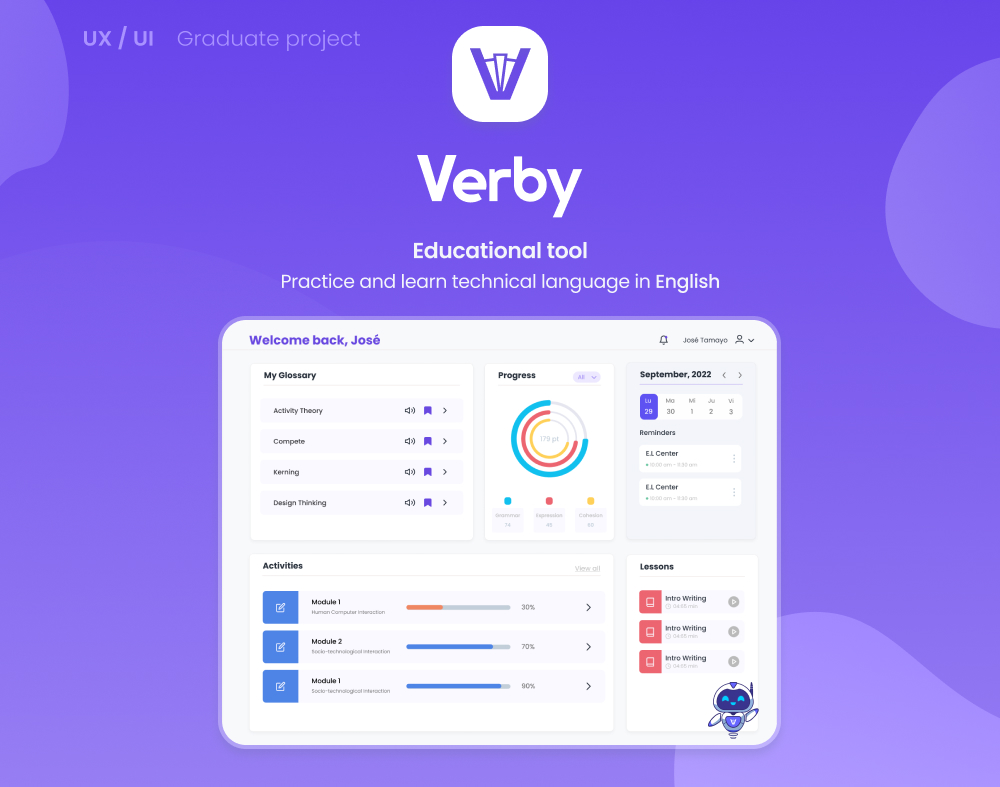 UX / UI Graduate project
Verby
Educational tool
Practice and learn technical language in English
Welcome back, José
José Tamayo
My Glossary
Activity Theory
Compete
Kerning
Design Thinking
Progress
All
179 pt
Grammar
74
Expression
Cohesion
September, 2022
Lu Ma Mi Ju Vi
29 30 1 2 3
Reminders
E.L Center
E.L Center
Activities
View all
Module 1
Human Computer Interaction
30%
Module 2
Socio-technological Interaction
70%
Module 1
Socio-technological Interaction
90%
Lessons
Intro Writing
04:55 min
Intro Writing
04:55 min
Intro Writing
04:55 min